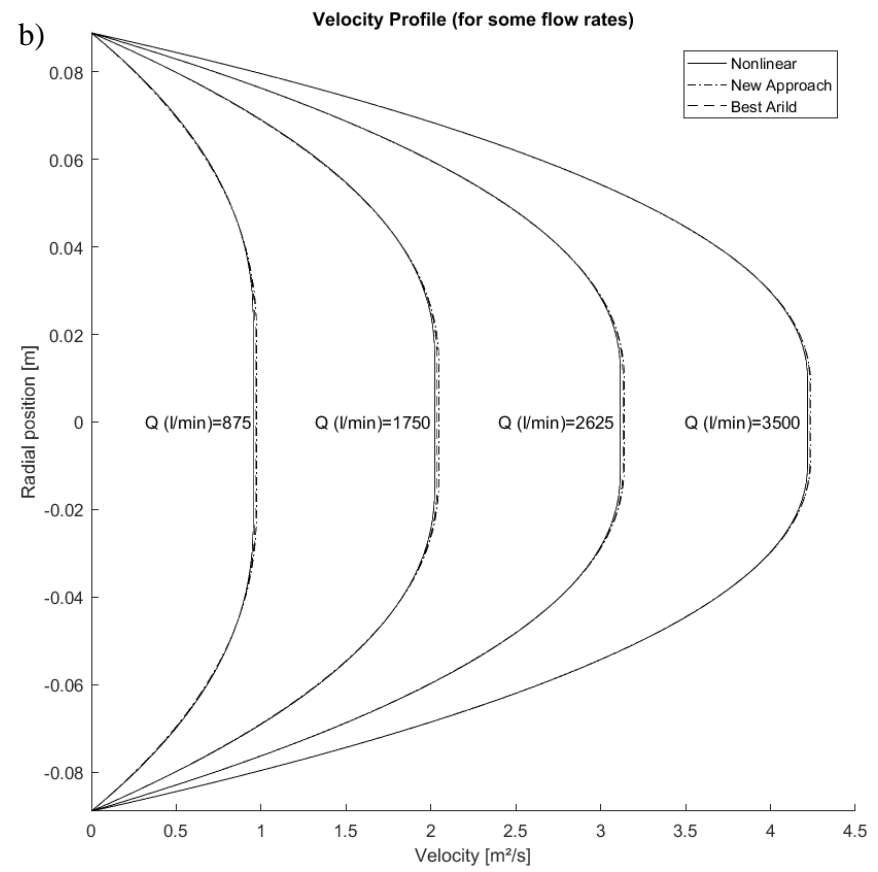 b)
Velocity Profile (for some flow rates)
Nonlinear
New Approach
Best Arild
0.08
0.06
0.04
0.02
0
-0.02
-0.04
-0.06
-0.08
Radial position [m]
Q (l/min)=875
Q (l/min)=1750
Q (l/min)=2625
Q (l/min)=3500
0 0.5 1 1.5 2 2.5 3 3.5 4 4.5
Velocity [m²/s]